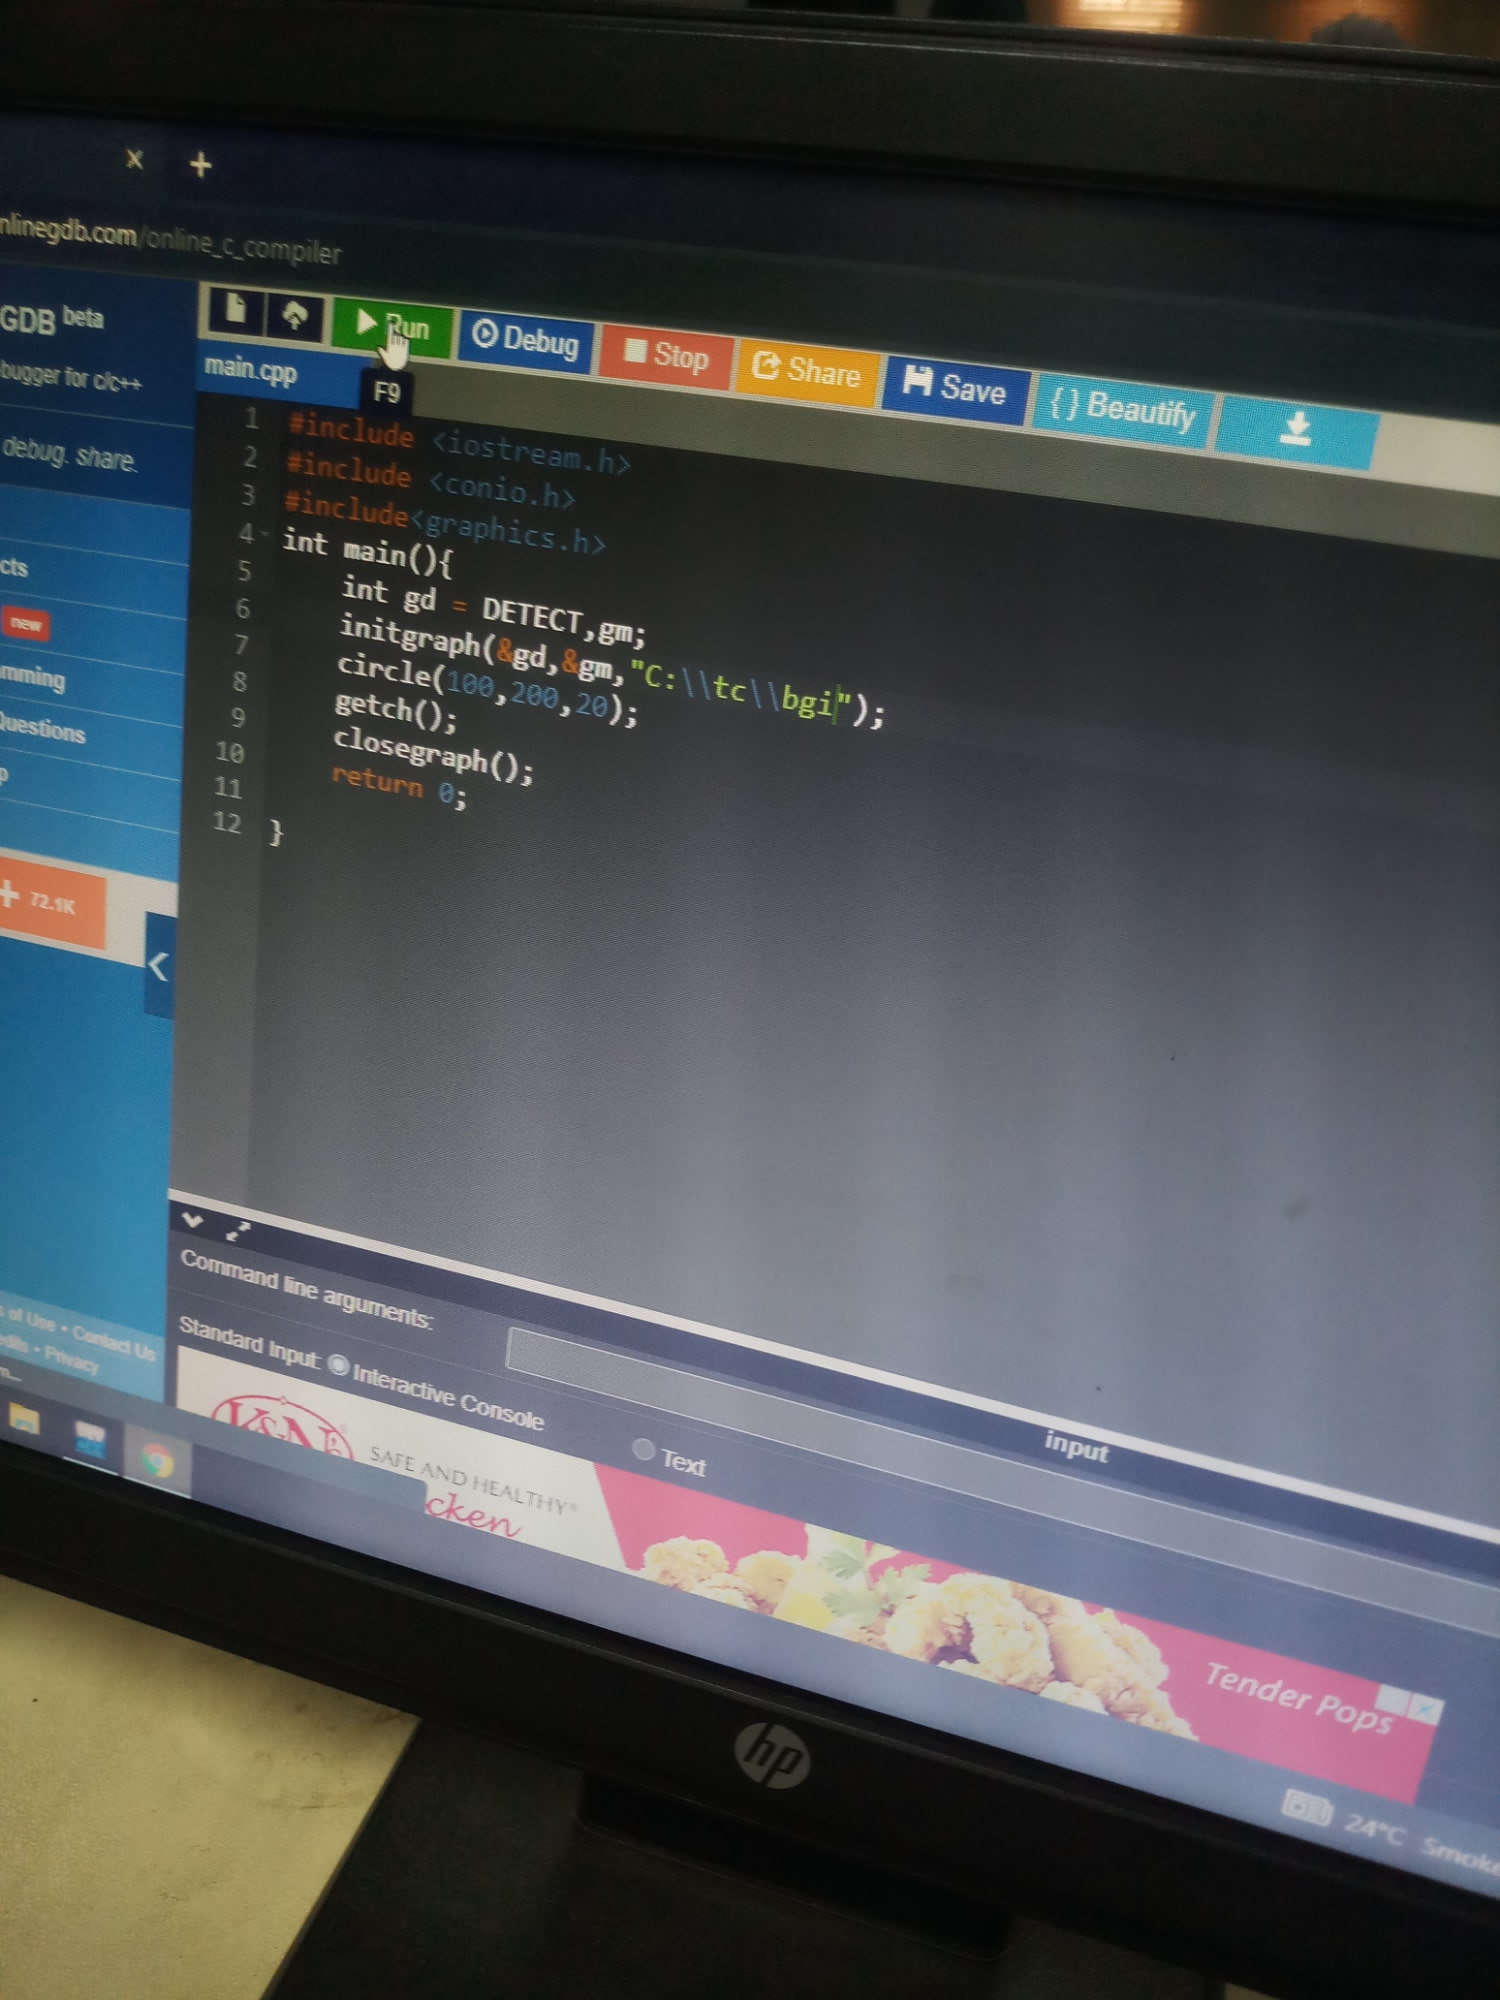 nlinegdb.com/online_c_compiler
GDB beta
bugger for c/c++
debug. share.
cts
new
mming
Questions
p
72.1K
Contact Us
of Use •
• Privacy
Run
Debug
Stop
Share
Save
{ } Beautify
F9
main.cpp
1 #include <iostream.h>
2 #include <conio.h>
3 #include<graphics.h>
4 int main(){
5 int gd = DETECT,gm;
6 initgraph(&gd,&gm,"C:\\tc\\bgi");
7 circle(100,200,20);
8 getch();
9 closegraph();
10 return 0;
11
12 }
input
Command line arguments:
Standard Input: Interactive Console Text
K&N's®
SAFE AND HEALTHY®
cken
Tender Pops
hp
24°C Smoke